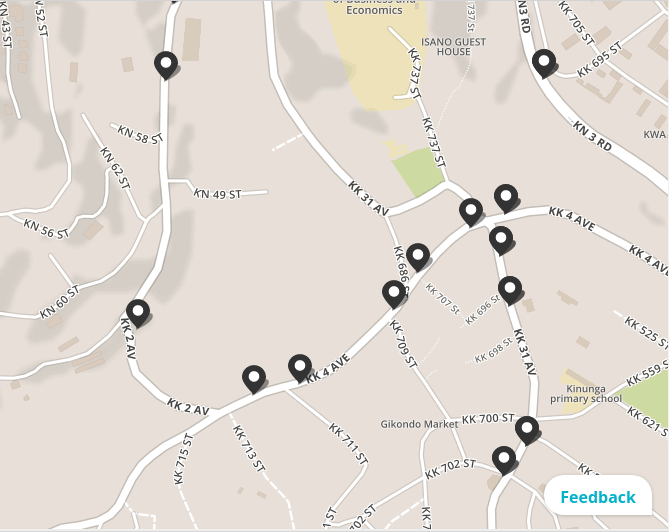 of Business and
Economics
KN 43 ST
N 52 ST
737 ST
N3 RD
KK 705 ST
ISANO GUEST
HOUSE
KK 737 ST
KK 695 ST
KN 58 ST
KK 737 ST
KN 3 RD
KWA
KN 62 ST
KN 49 ST
KK 31 AV
KN 56 ST
KK 4 AVE
KK 4 AVE
KK 686 S
KN 60 ST
KK 707 St
KK 696 St
KK 2 AV
KK 709 ST
KK 698 St
KK 31 AV
KK 525 ST
KK 4 AVE
KK 559 S
KK 2 AV
Kinunga
primary school
KK 621 S
Gikondo Market
KK 700 ST
KK 715 ST
KK 713 ST
KK 711 ST
KK 702 ST
KK 7
702 ST
1 ST
Feedback